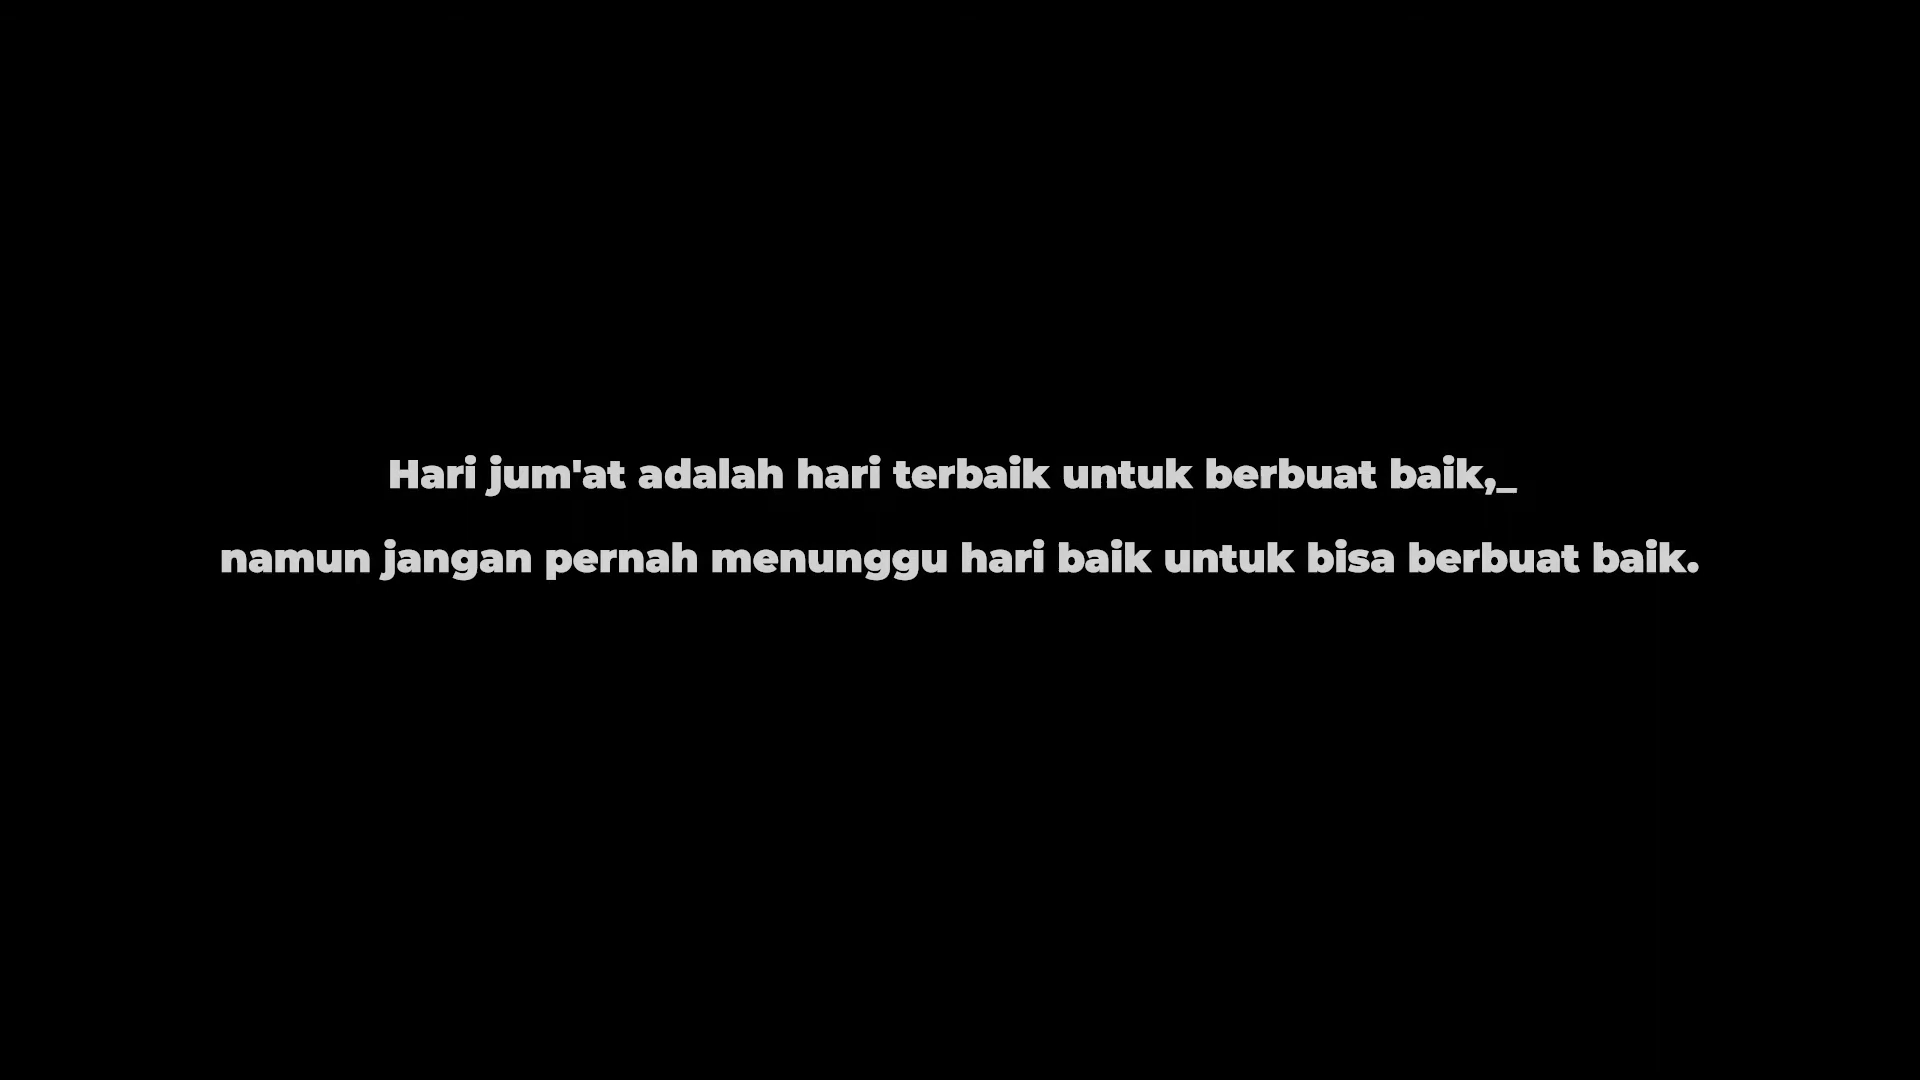 Hari jum'at adalah hari terbaik untuk berbuat baik,_
namun jangan pernah menunggu hari baik untuk bisa berbuat baik.